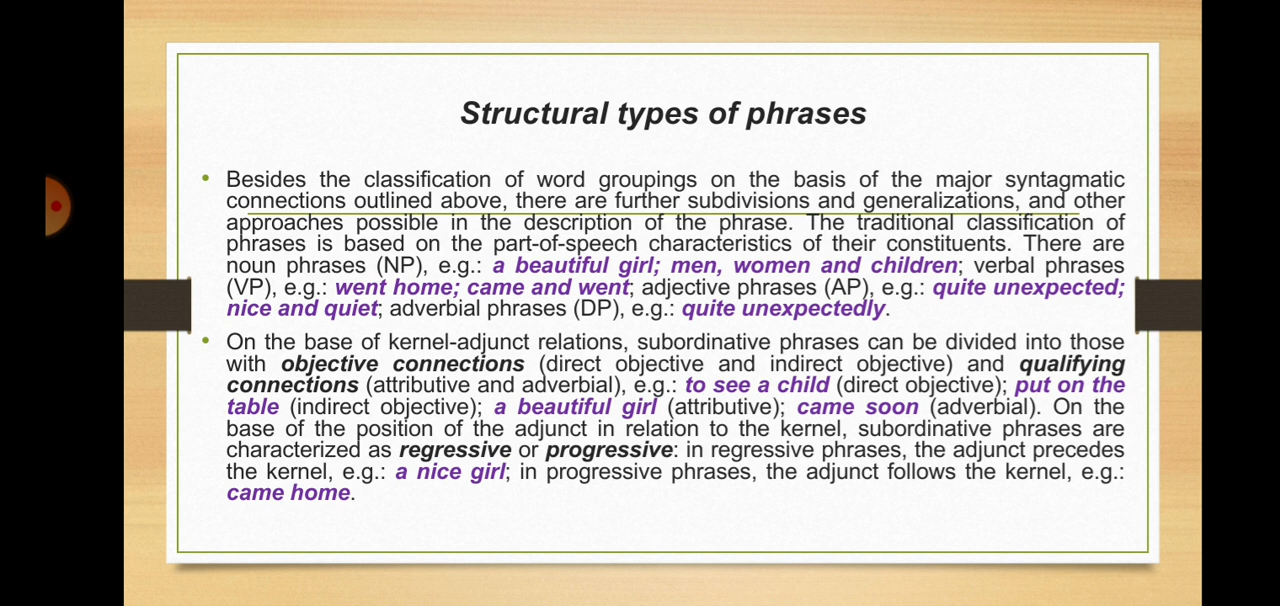 Structural types of phrases
• Besides the classification of word groupings on the basis of the major syntagmatic
connections outlined above, there are further subdivisions and generalizations, and other
approaches possible in the description of the phrase. The traditional classification of
phrases is based on the part-of-speech characteristics of their constituents. There are
noun phrases (NP), e.g.: a beautiful girl; men, women and children; verbal phrases
(VP), e.g.: went home; came and went; adjective phrases (AP), e.g.: quite unexpected;
nice and quiet; adverbial phrases (DP), e.g.: quite unexpectedly.
• On the base of kernel-adjunct relations, subordinative phrases can be divided into those
with objective connections (direct objective and indirect objective) and qualifying
connections (attributive and adverbial), e.g.: to see a child (direct objective); put on the
table (indirect objective); a beautiful girl (attributive); came soon (adverbial). On the
base of the position of the adjunct in relation to the kernel, subordinative phrases are
characterized as regressive or progressive: in regressive phrases, the adjunct precedes
the kernel, e.g.: a nice girl; in progressive phrases, the adjunct follows the kernel, e.g.:
came home.